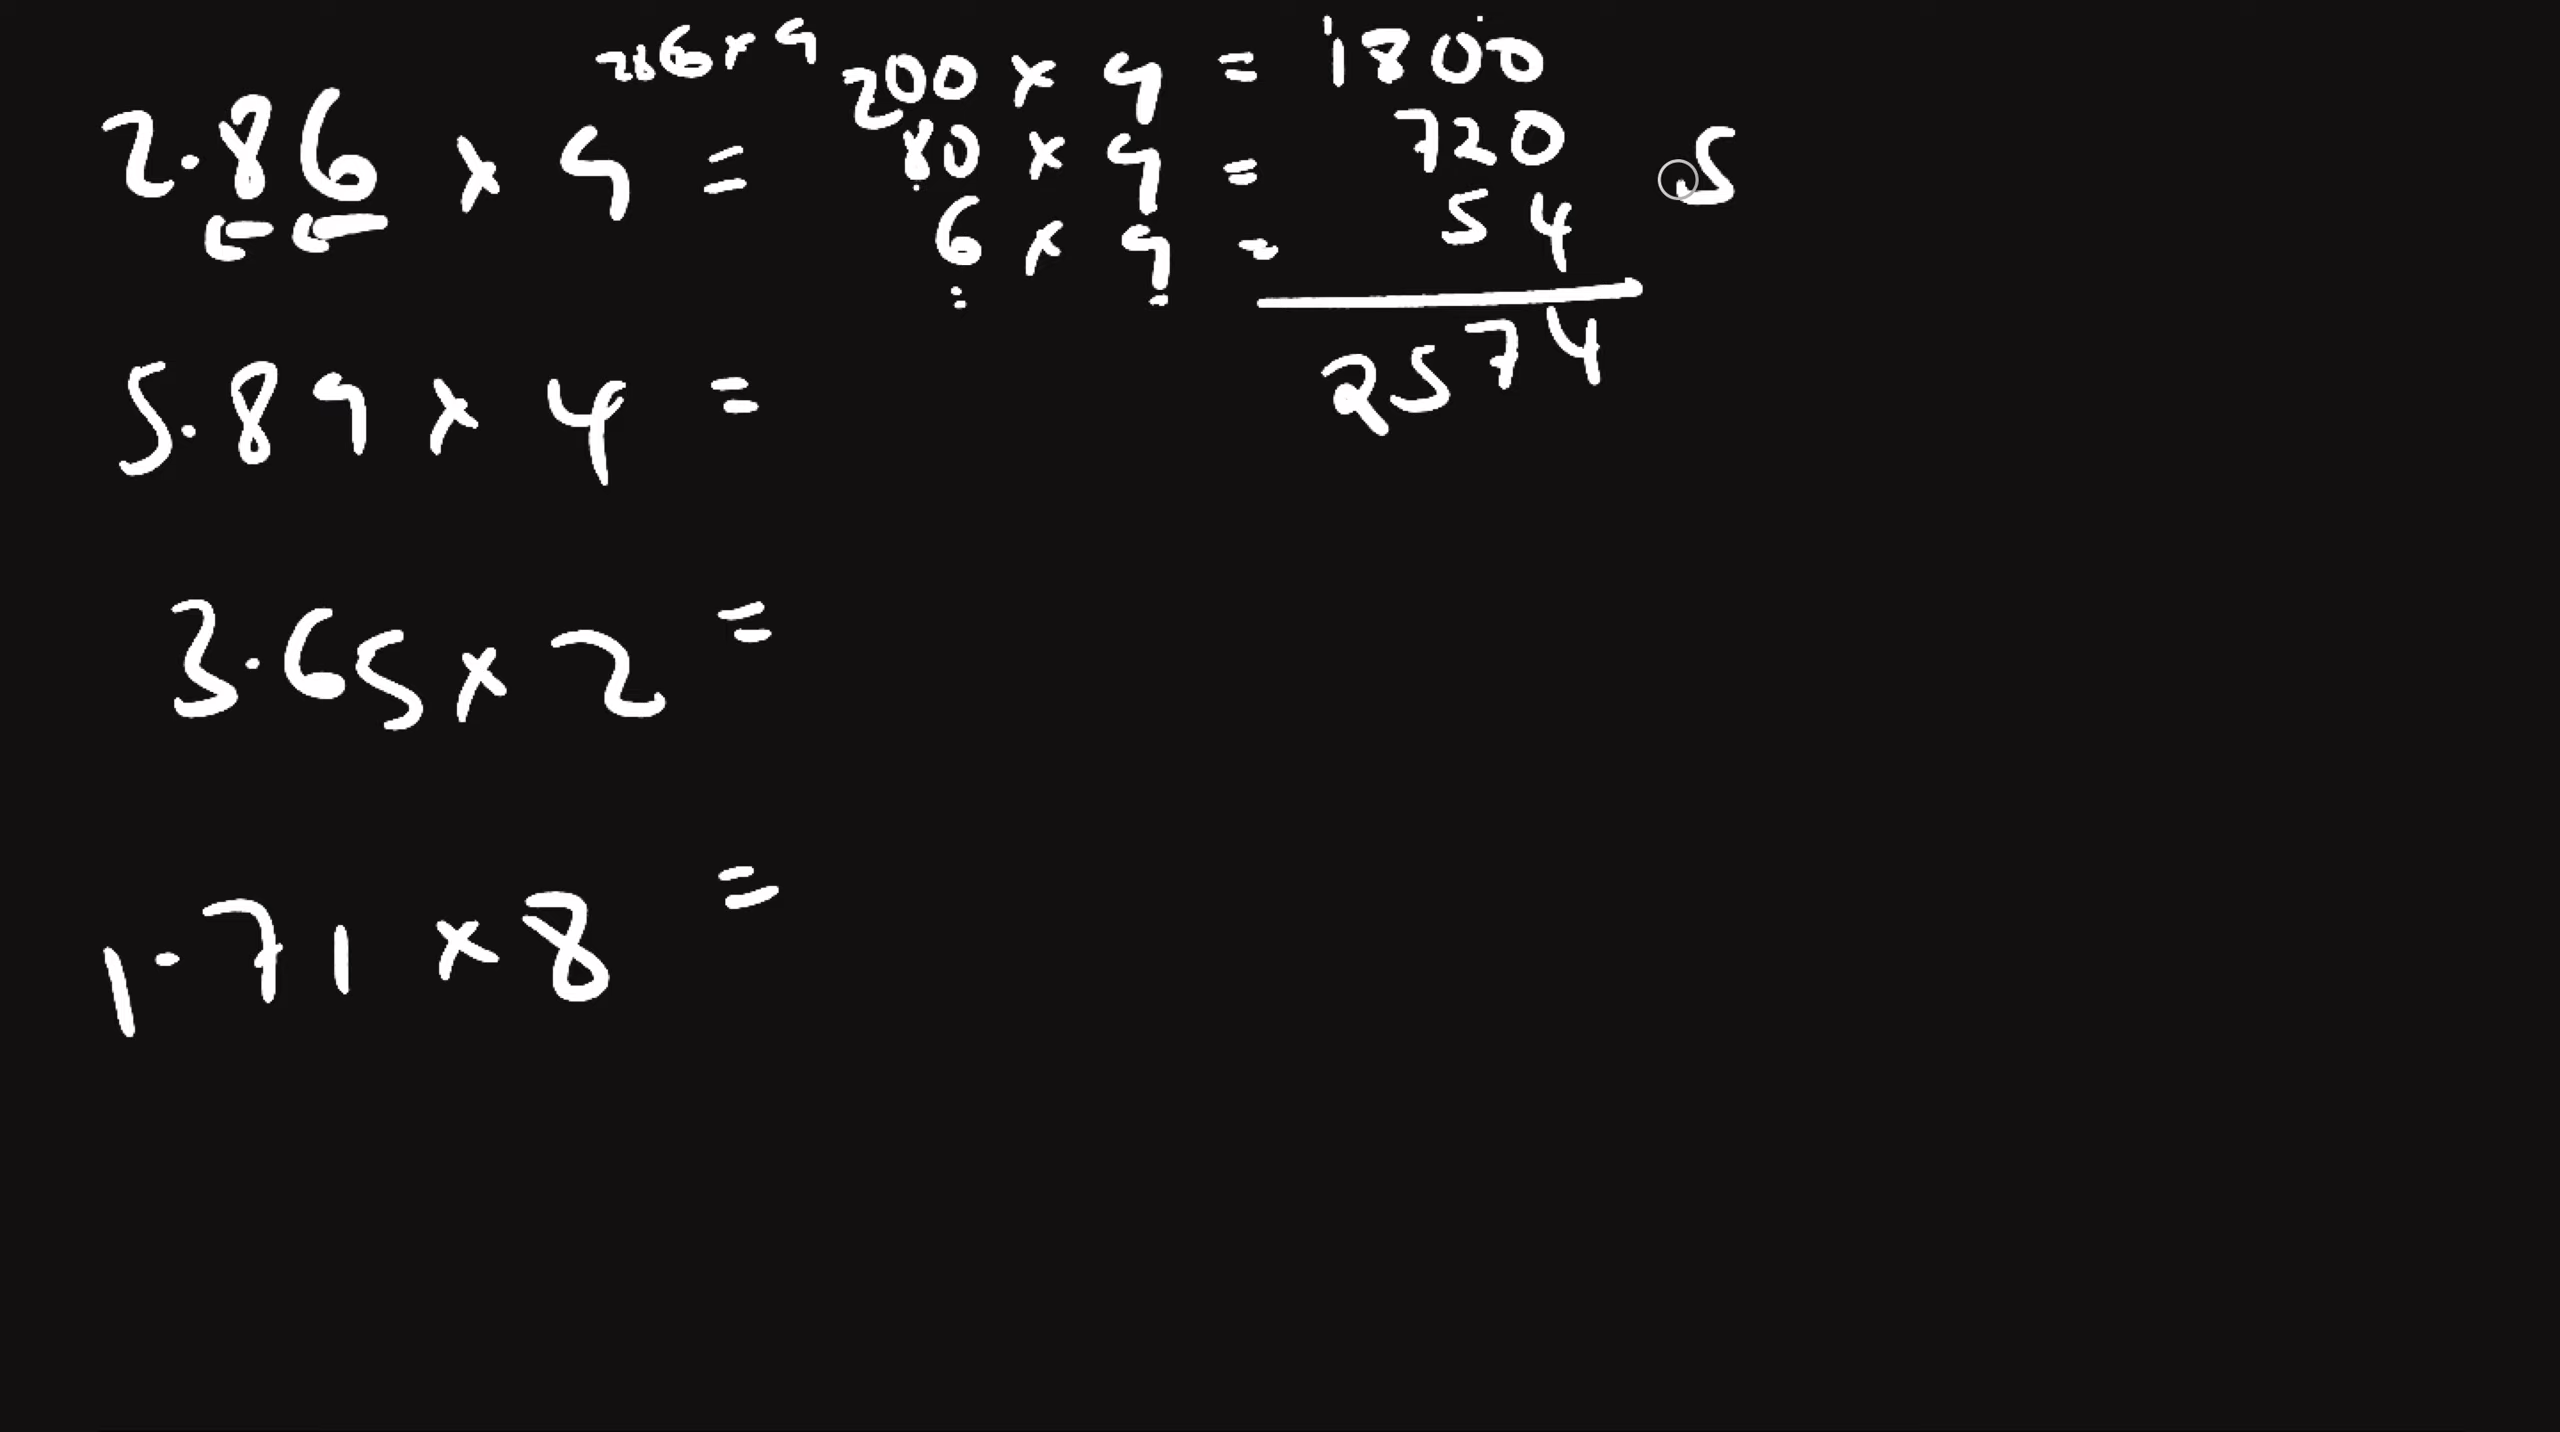 286 x 9
2.86 x 9 = 200 x 9 = 1800
80 x 9 = 720
6 x 9 = 54
2574
5
5.89 x 4 =
3.65 x 2 =
1.71 x 8 =